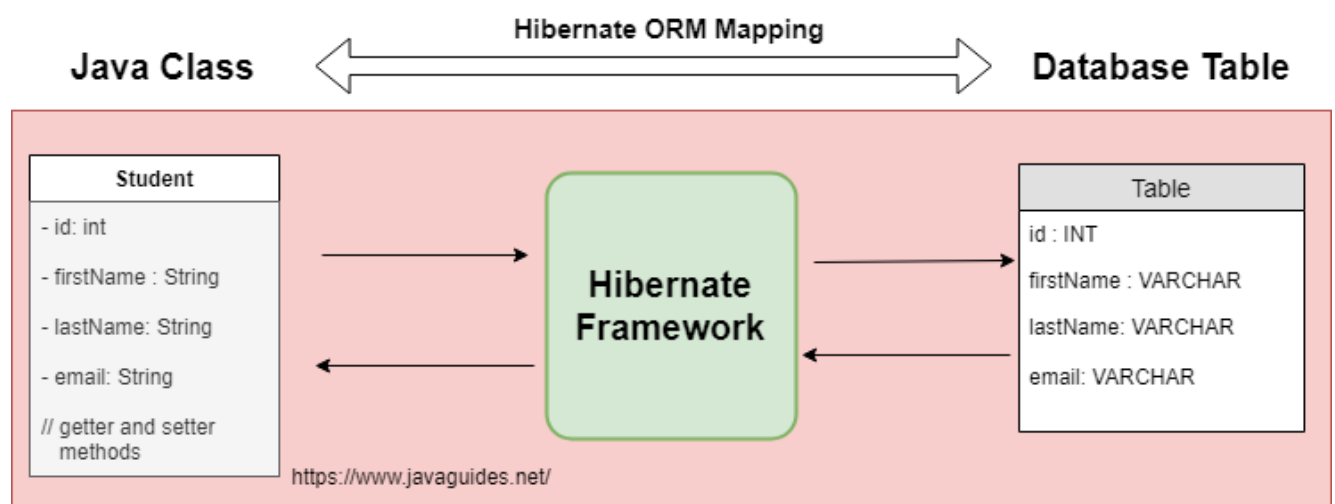 Hibernate ORM Mapping
Java Class
Database Table
Student
- id: int
- firstName : String
- lastName: String
- email: String
// getter and setter
methods
Hibernate
Framework
Table
id : INT
firstName : VARCHAR
lastName: VARCHAR
email: VARCHAR
https://www.javaguides.net/